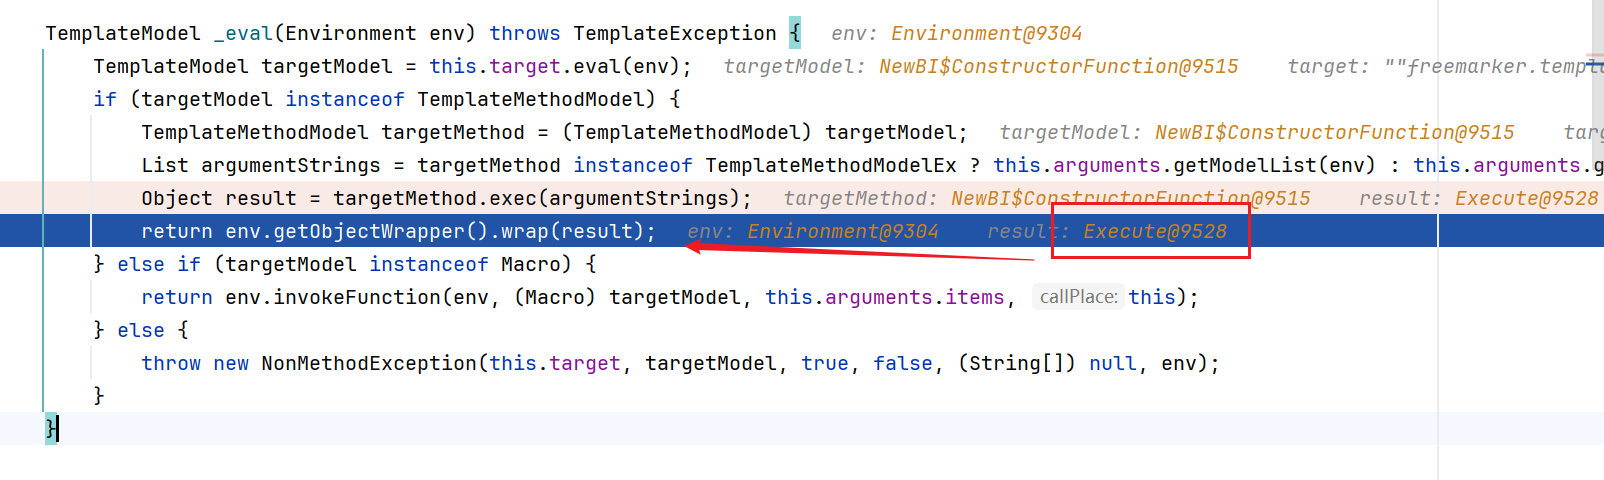 TemplateModel _eval(Environment env) throws TemplateException {   env: Environment@9304
    TemplateModel targetModel = this.target.eval(env);   targetModel: NewBI$ConstructorFunction@9515    target: ""freemarker.templ
    if (targetModel instanceof TemplateMethodModel) {
        TemplateMethodModel targetMethod = (TemplateMethodModel) targetModel;   targetModel: NewBI$ConstructorFunction@9515    targ
        List argumentStrings = targetMethod instanceof TemplateMethodModelEx ? this.arguments.getModelList(env) : this.arguments.g
        Object result = targetMethod.exec(argumentStrings);   targetMethod: NewBI$ConstructorFunction@9515    result: Execute@9528
        return env.getObjectWrapper().wrap(result);   env: Environment@9304    result: Execute@9528
    } else if (targetModel instanceof Macro) {
        return env.invokeFunction(env, (Macro) targetModel, this.arguments.items, callPlace: this);
    } else {
        throw new NonMethodException(this.target, targetModel, true, false, (String[]) null, env);
    }
}